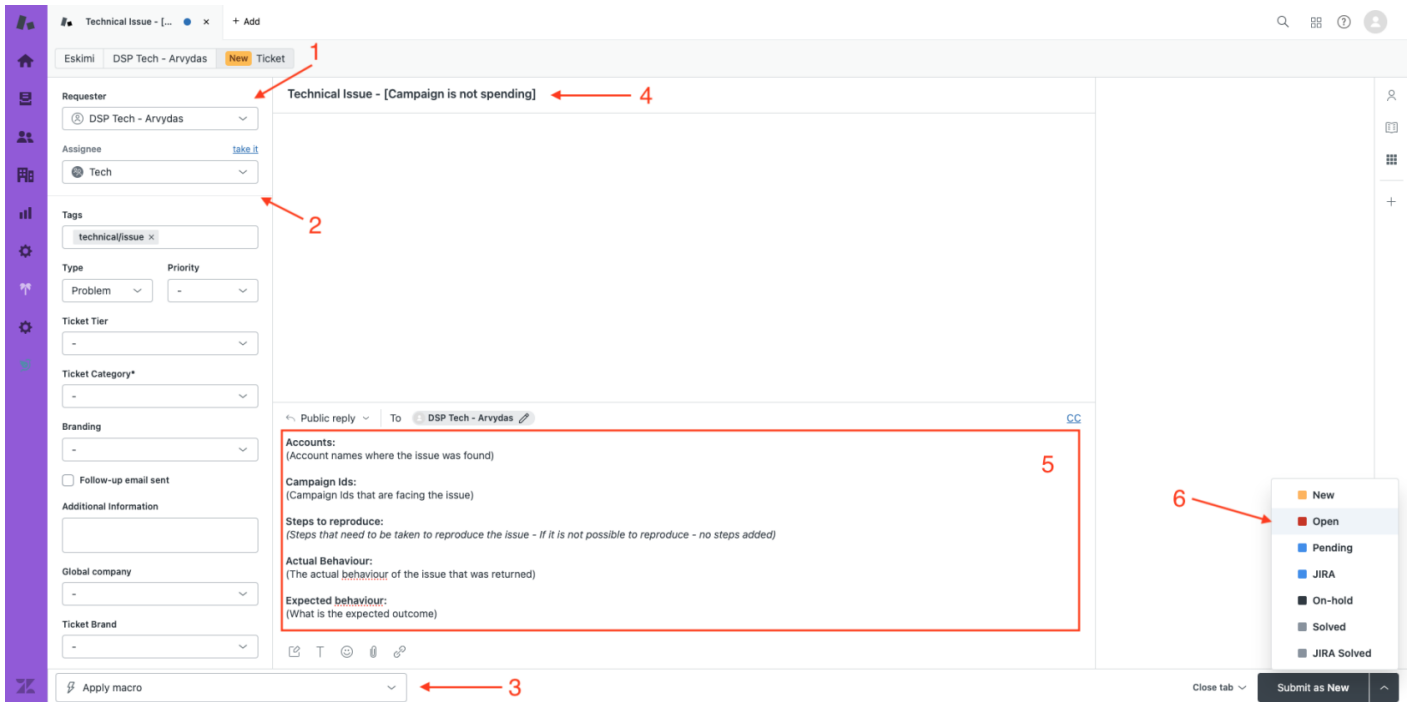 Technical Issue - [... × + Add
Eskimi DSP Tech - Arvydas New Ticket
1
Requester
DSP Tech - Arvydas
Assignee take it
Tech
2
Tags
technical/issue ×
Type Priority
Problem -
Ticket Tier
-
Ticket Category*
-
Branding
-
Follow-up email sent
Additional Information
Global company
-
Ticket Brand
-
Apply macro
3
Technical Issue - [Campaign is not spending] 4
Public reply To DSP Tech - Arvydas CC
5
Accounts:
(Account names where the issue was found)
Campaign Ids:
(Campaign Ids that are facing the issue)
Steps to reproduce:
(Steps that need to be taken to reproduce the issue - If it is not possible to reproduce - no steps added)
Actual Behaviour:
(The actual behaviour of the issue that was returned)
Expected behaviour:
(What is the expected outcome)
6
New
Open
Pending
JIRA
On-hold
Solved
JIRA Solved
Close tab Submit as New